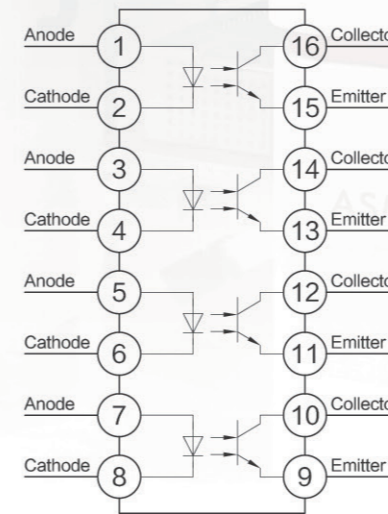 Anode 1 16 Collecto
Cathode 2 15 Emitter
Anode 3 14 Collecto
Cathode 4 13 Emitter
Anode 5 12 Collecto
Cathode 6 11 Emitter
Anode 7 10 Collecto
Cathode 8 9 Emitter